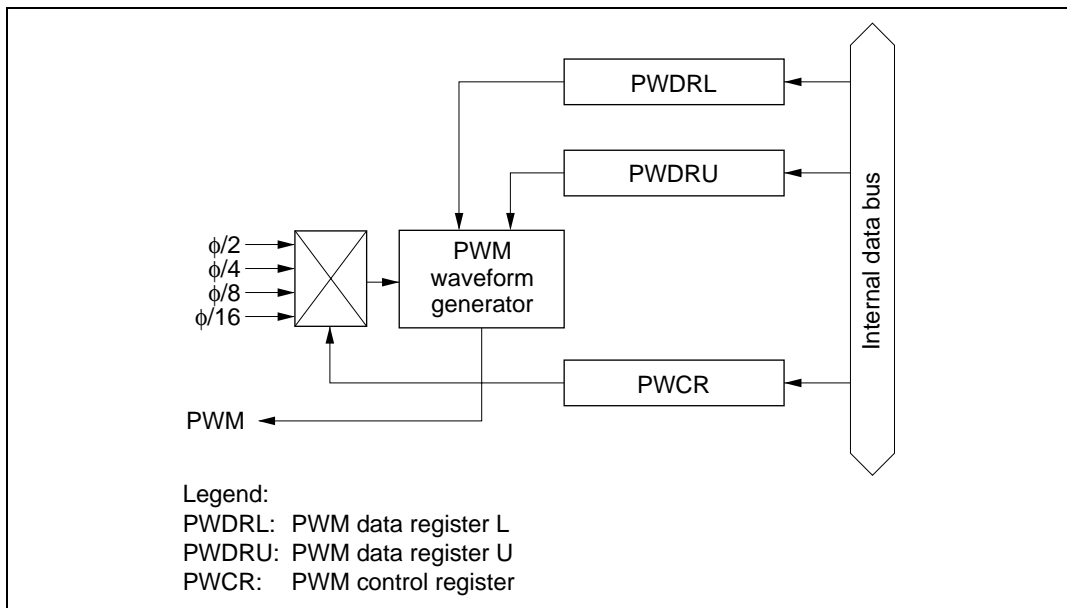 PWDRL
PWDRU
Internal data bus
ϕ/2
ϕ/4
ϕ/8
ϕ/16
PWM
waveform
generator
PWCR
PWM
Legend:
PWDRL: PWM data register L
PWDRU: PWM data register U
PWCR: PWM control register